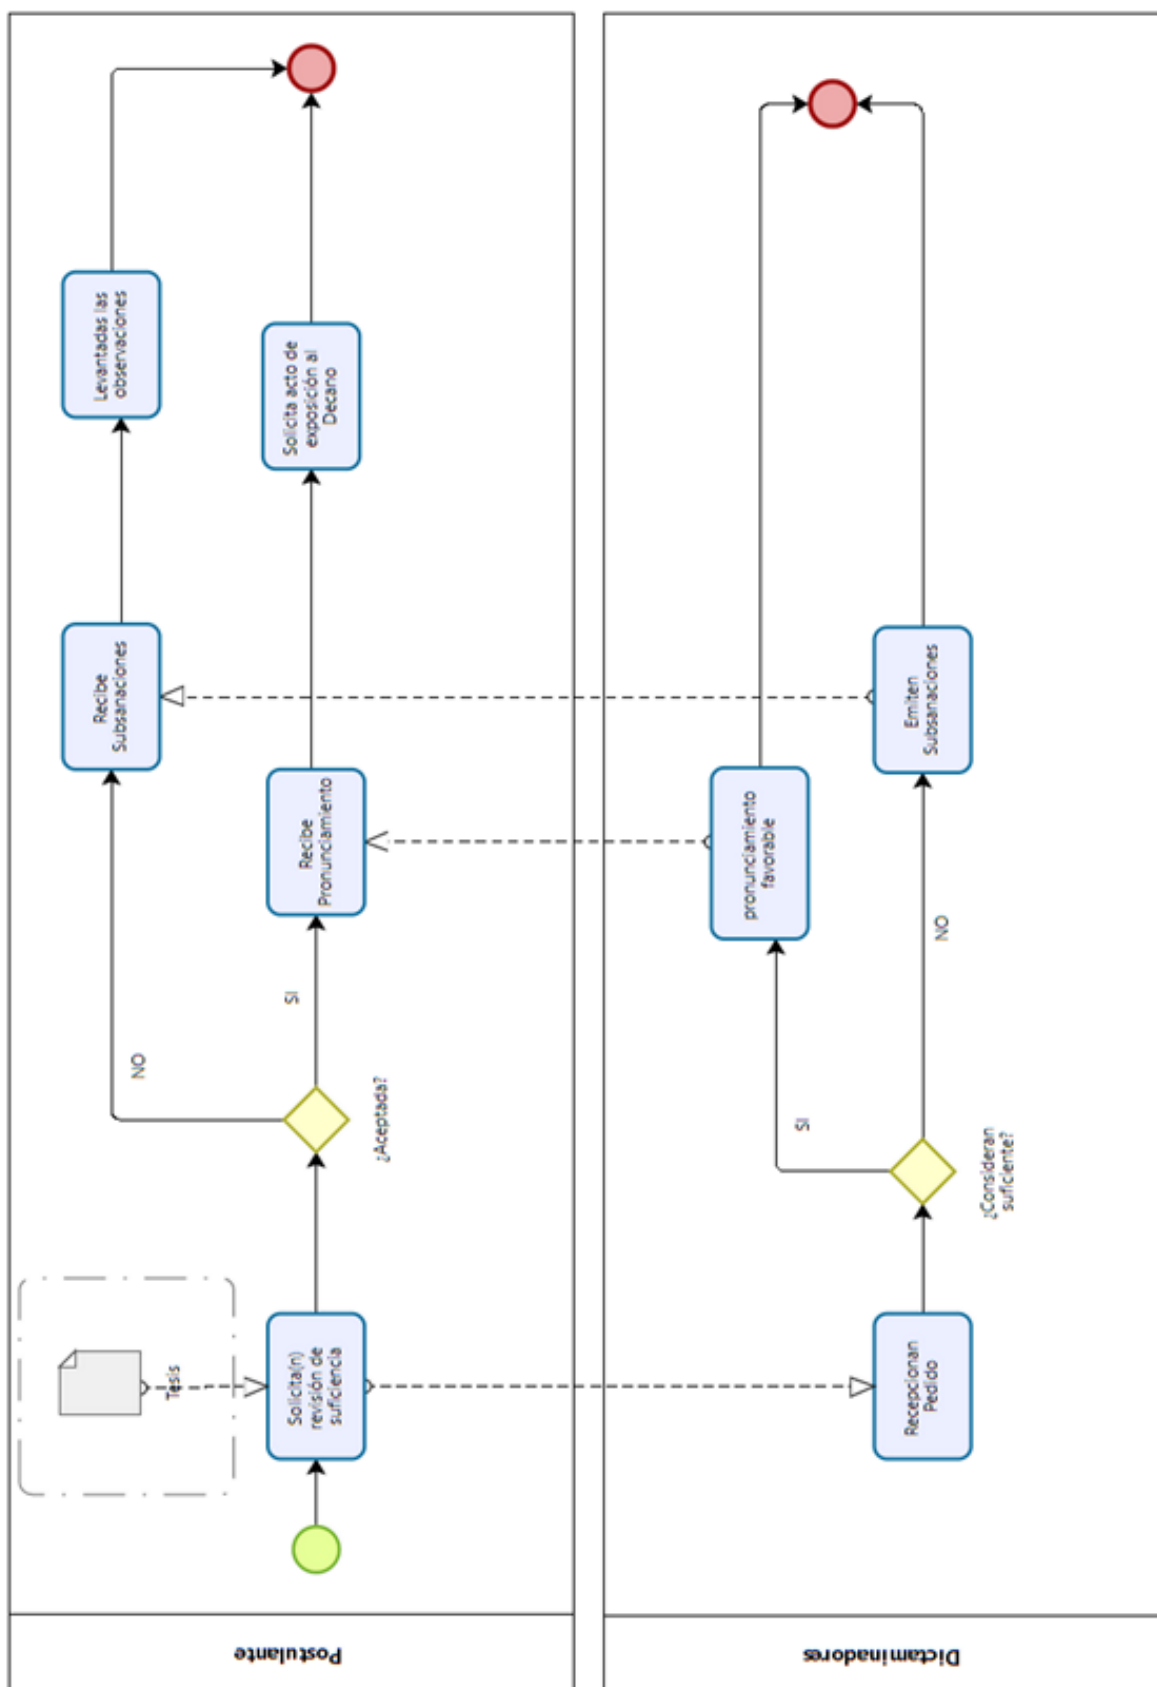 Postulante
Tesis
Solicita(n)
revisión de
suficiencia
¿Aceptada?
NO
SI
Recibe
Subsanaciones
Recibe
Pronunciamiento
Levantadas las
observaciones
Solicita acto de
exposición al
Decano
Dictaminadores
Recepcionan
Pedido
¿Consideran
suficiente?
SI
NO
pronunciamiento
favorable
Emiten
Subsanaciones